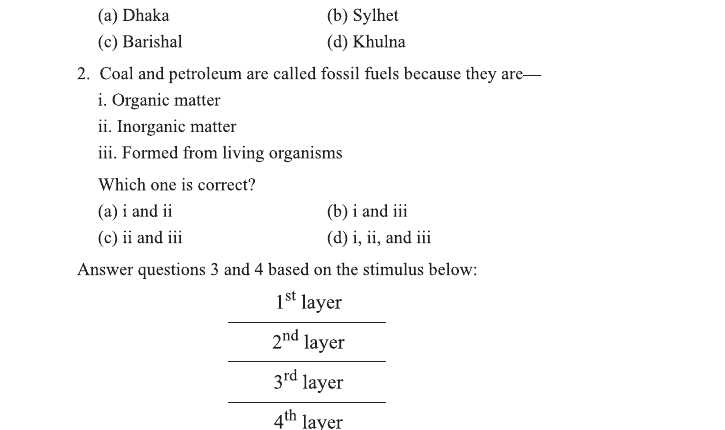 (a) Dhaka (b) Sylhet
(c) Barishal (d) Khulna
2. Coal and petroleum are called fossil fuels because they are—
i. Organic matter
ii. Inorganic matter
iii. Formed from living organisms
Which one is correct?
(a) i and ii (b) i and iii
(c) ii and iii (d) i, ii, and iii
Answer questions 3 and 4 based on the stimulus below:
1st layer
2nd layer
3rd layer
4th layer